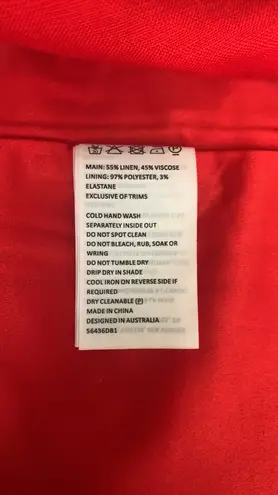 MAIN: 55% LINEN, 45% VISCOSE
LINING: 97% POLYESTER, 3%
ELASTANE
EXCLUSIVE OF TRIMS
COLD HAND WASH
SEPARATELY INSIDE OUT
DO NOT SPOT CLEAN
DO NOT BLEACH, RUB, SOAK OR
WRING
DO NOT TUMBLE DRY
DRIP DRY IN SHADE
COOL IRON ON REVERSE SIDE IF
REQUIRED
DRY CLEANABLE Ⓟ
MADE IN CHINA
DESIGNED IN AUSTRALIA
56436DB1